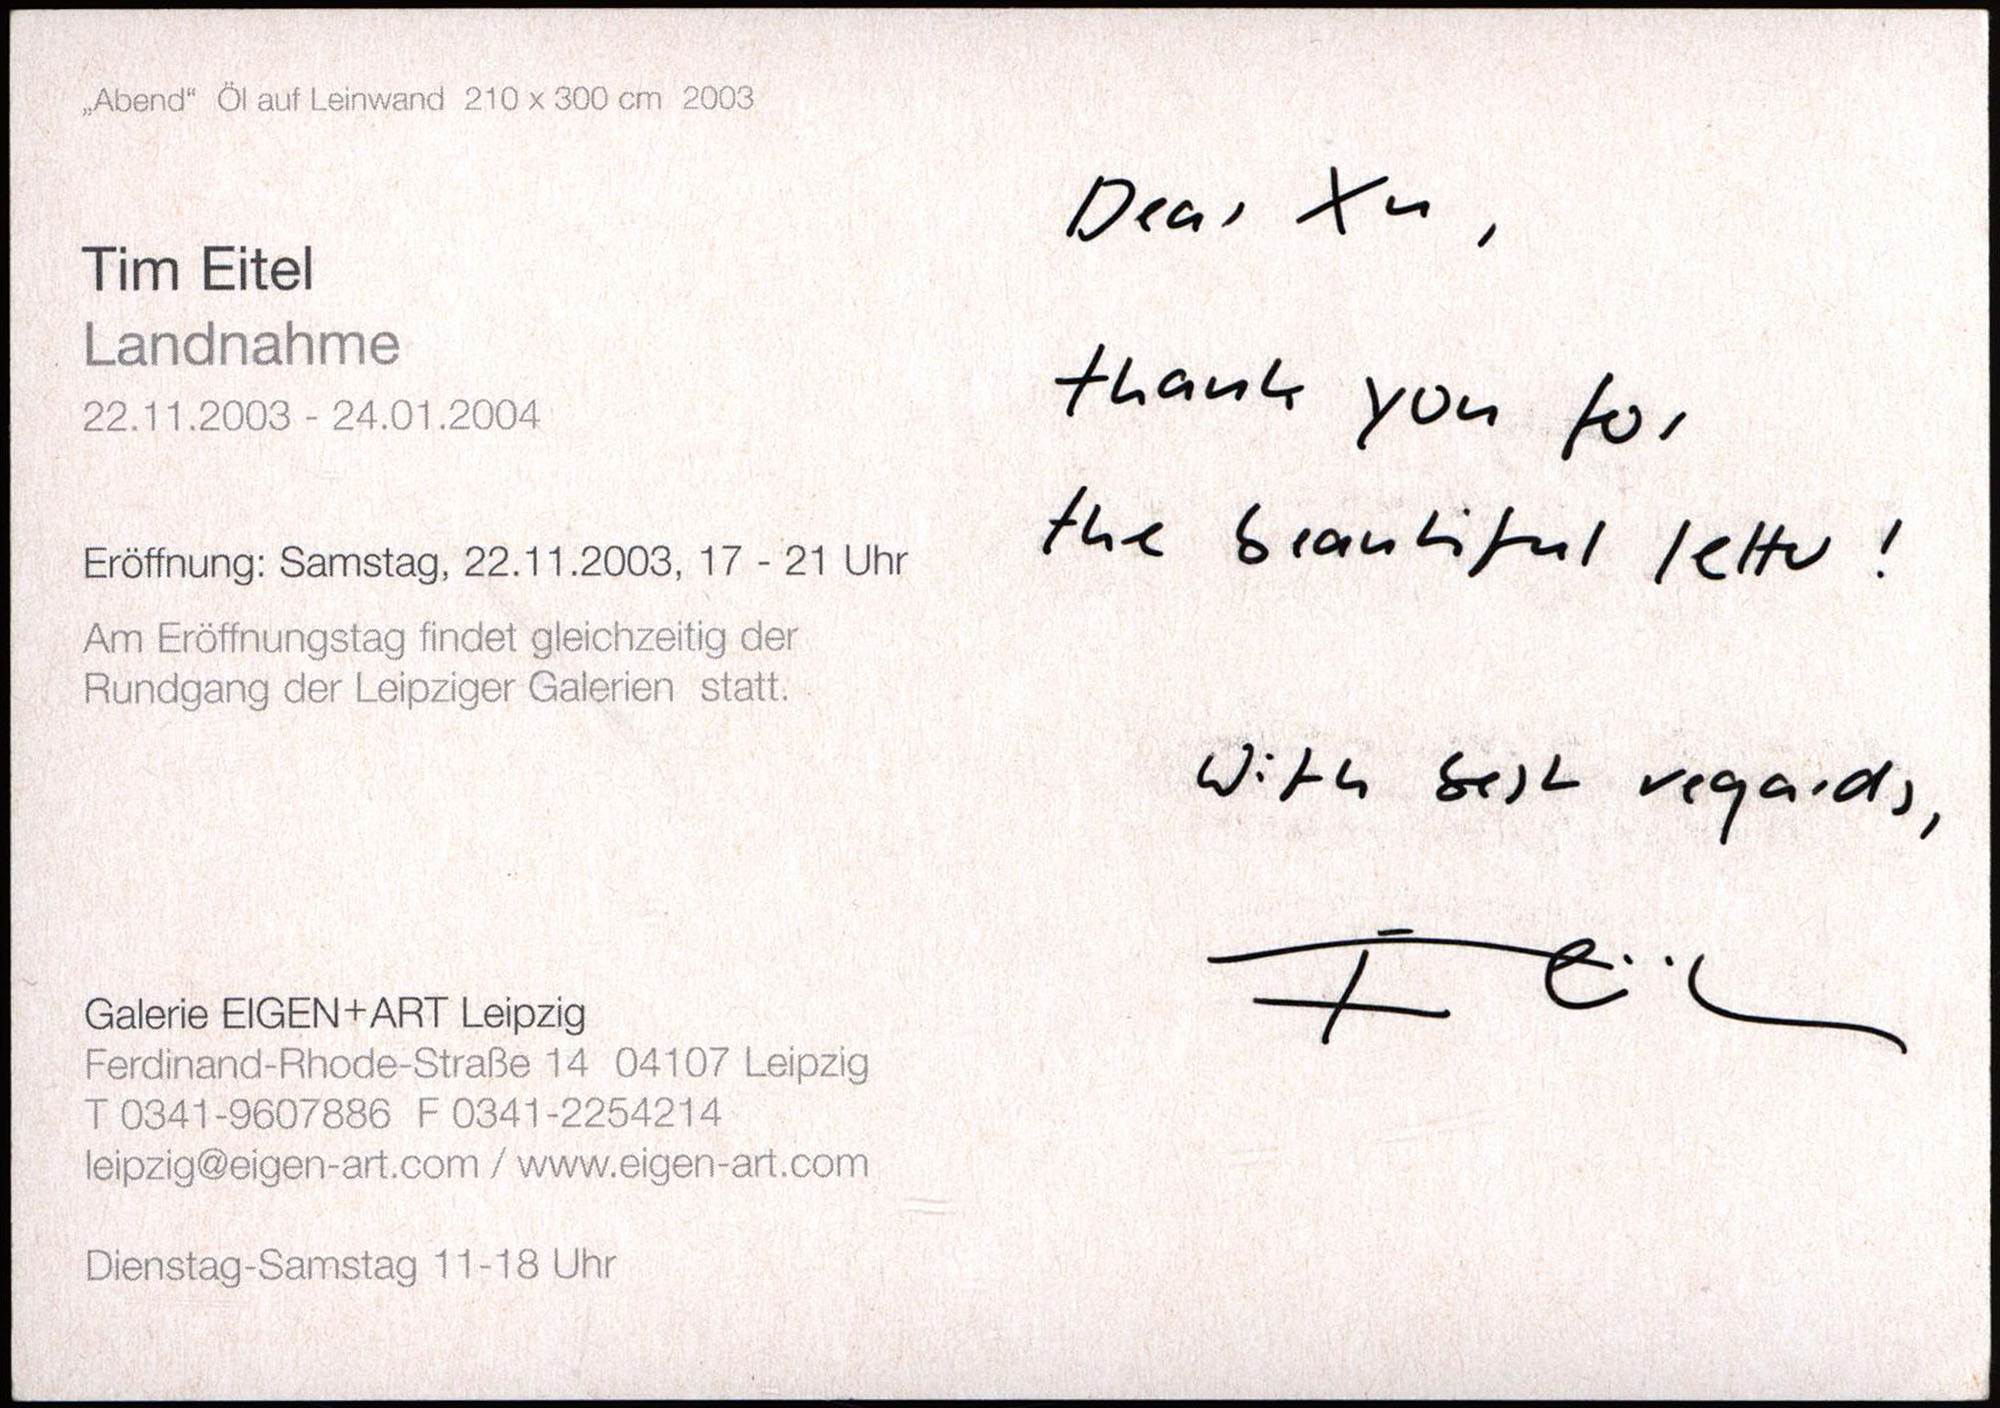 „Abend“ Öl auf Leinwand 210 x 300 cm 2003
Tim Eitel
Landnahme
22.11.2003 - 24.01.2004
Eröffnung: Samstag, 22.11.2003, 17 - 21 Uhr
Am Eröffnungstag findet gleichzeitig der
Rundgang der Leipziger Galerien statt.
Galerie EIGEN+ART Leipzig
Ferdinand-Rhode-Straße 14 04107 Leipzig
T 0341-9607886 F 0341-2254214
leipzig@eigen-art.com / www.eigen-art.com
Dienstag-Samstag 11-18 Uhr
Dear Xu,
thank you for
the beautiful letter!
With best regards,